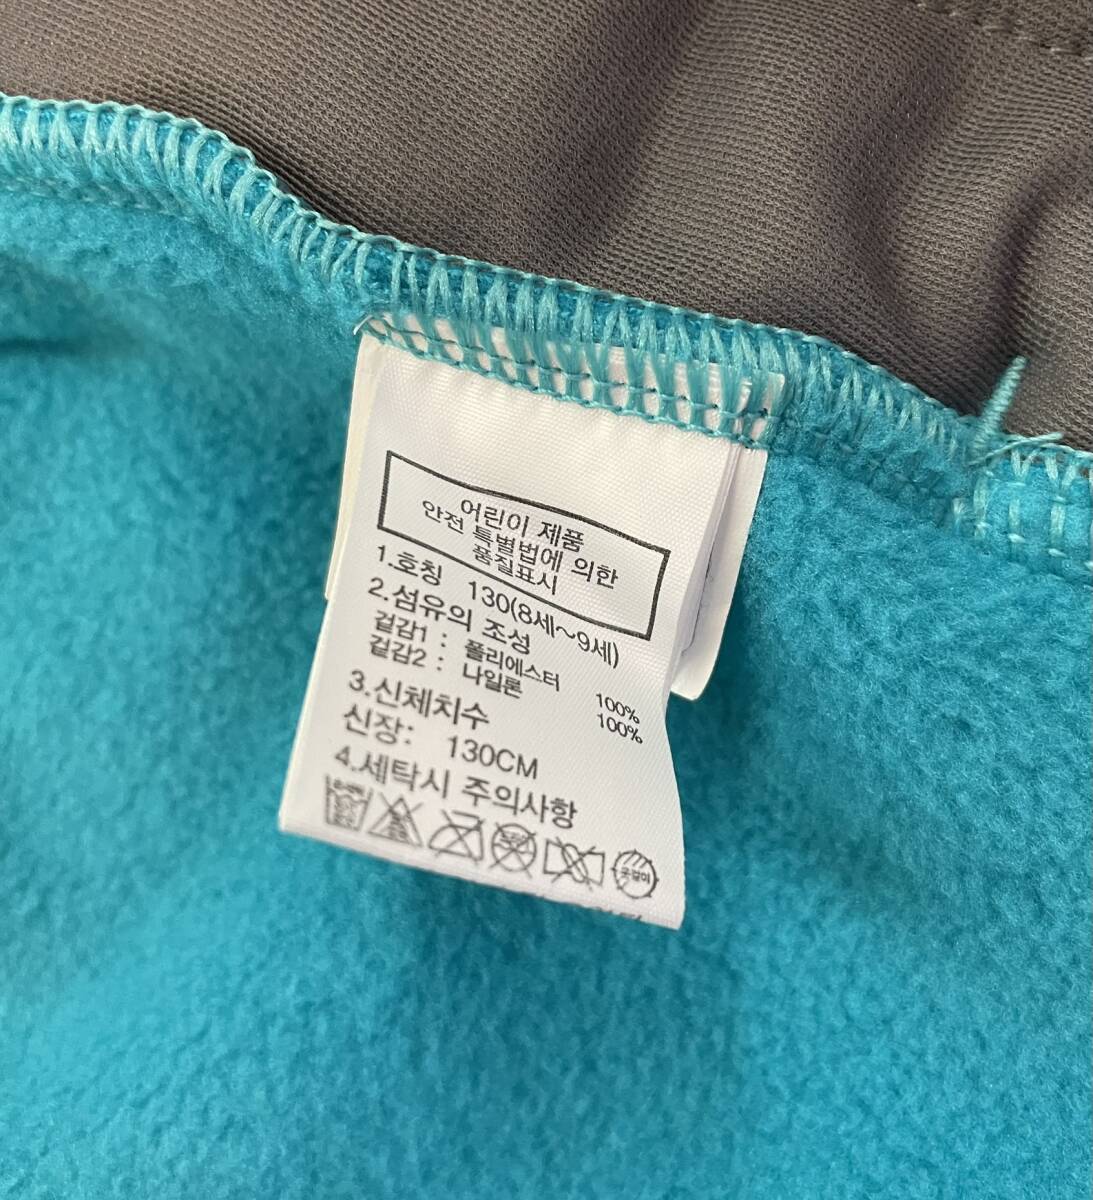 어린이 제품
안전 특별법에 의한
품질표시
1.호칭 130(8세~9세)
2.섬유의 조성
겉감1 : 폴리에스터 100%
겉감2 : 나일론 100%
3.신체치수
신장: 130CM
4.세탁시 주의사항
옷걸이